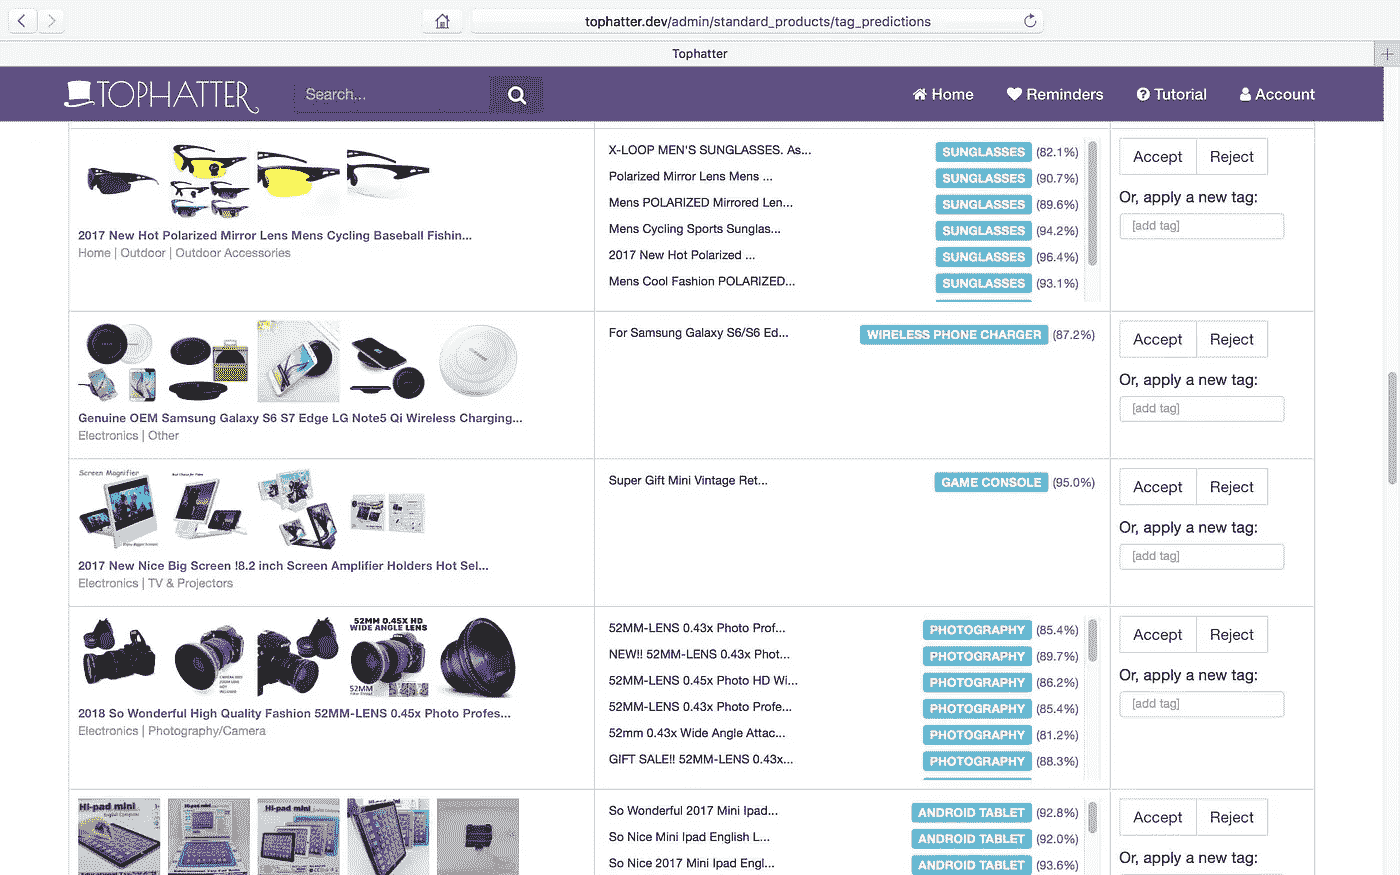 tophatter.dev/admin/standard_products/tag_predictions
Tophatter
TOPHATTER
Search...
Home
Reminders
Tutorial
Account
2017 New Hot Polarized Mirror Lens Mens Cycling Baseball Fishin...
Home | Outdoor | Outdoor Accessories
X-LOOP MEN'S SUNGLASSES. As... SUNGLASSES (82.1%)
Polarized Mirror Lens Mens ... SUNGLASSES (90.7%)
Mens POLARIZED Mirrored Len... SUNGLASSES (89.6%)
Mens Cycling Sports Sunglas... SUNGLASSES (94.2%)
2017 New Hot Polarized ... SUNGLASSES (96.4%)
Mens Cool Fashion POLARIZED... SUNGLASSES (93.1%)
Accept Reject
Or, apply a new tag:
[add tag]
Genuine OEM Samsung Galaxy S6 S7 Edge LG Note5 Qi Wireless Charging...
Electronics | Other
For Samsung Galaxy S6/S6 Ed... WIRELESS PHONE CHARGER (87.2%)
Accept Reject
Or, apply a new tag:
[add tag]
Screen Magnifier
2017 New Nice Big Screen !8.2 inch Screen Amplifier Holders Hot Sel...
Electronics | TV & Projectors
Super Gift Mini Vintage Ret... GAME CONSOLE (95.0%)
Accept Reject
Or, apply a new tag:
[add tag]
52MM 0.45X HD
WIDE ANGLE LENS
52MM
2018 So Wonderful High Quality Fashion 52MM-LENS 0.45x Photo Profes...
Electronics | Photography/Camera
52MM-LENS 0.43x Photo Prof... PHOTOGRAPHY (85.4%)
NEW!! 52MM-LENS 0.43x Phot... PHOTOGRAPHY (89.7%)
52MM-LENS 0.45x Photo HD Wi... PHOTOGRAPHY (86.2%)
52MM-LENS 0.43x Photo Profe... PHOTOGRAPHY (85.4%)
52mm 0.43x Wide Angle Attac... PHOTOGRAPHY (81.2%)
GIFT SALE!! 52MM-LENS 0.43x... PHOTOGRAPHY (88.3%)
Accept Reject
Or, apply a new tag:
[add tag]
Hi-pad mini
Hi-pad mini
So Wonderful 2017 Mini Ipad... ANDROID TABLET (92.8%)
So Nice Mini Ipad English L... ANDROID TABLET (92.0%)
So Nice 2017 Mini Ipad Engl... ANDROID TABLET (93.6%)
Accept Reject
Or, apply a new tag: